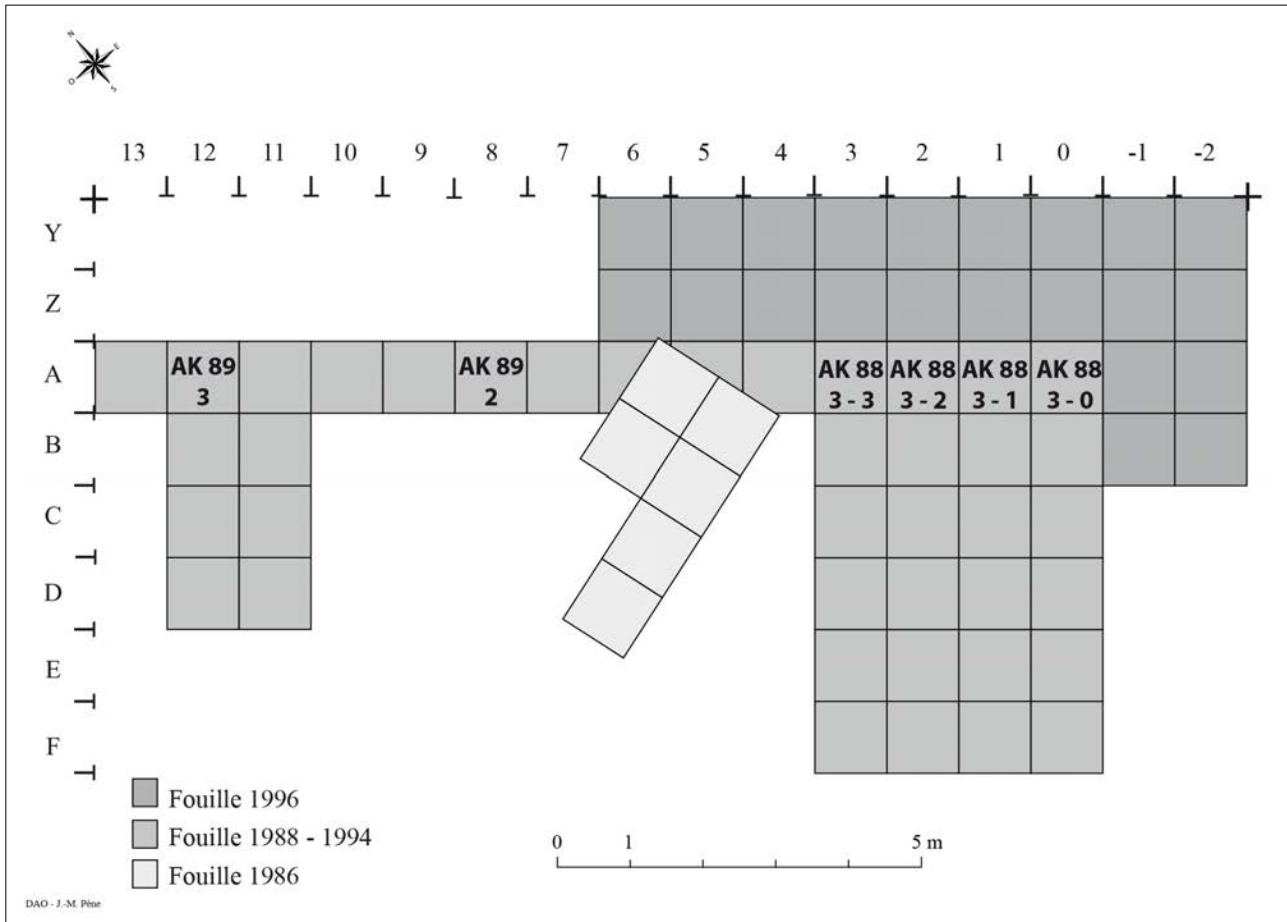 N
E
O
S
13 12 11 10 9 8 7 6 5 4 3 2 1 0 -1 -2
Y
Z
A
AK 89 AK 89 AK 88 AK 88 AK 88 AK 88
3 2 3 - 3 3 - 2 3 - 1 3 - 0
B
C
D
E
F
Fouille 1996
Fouille 1988 - 1994
Fouille 1986
0 1 5 m
DAO - J.-M. Pène